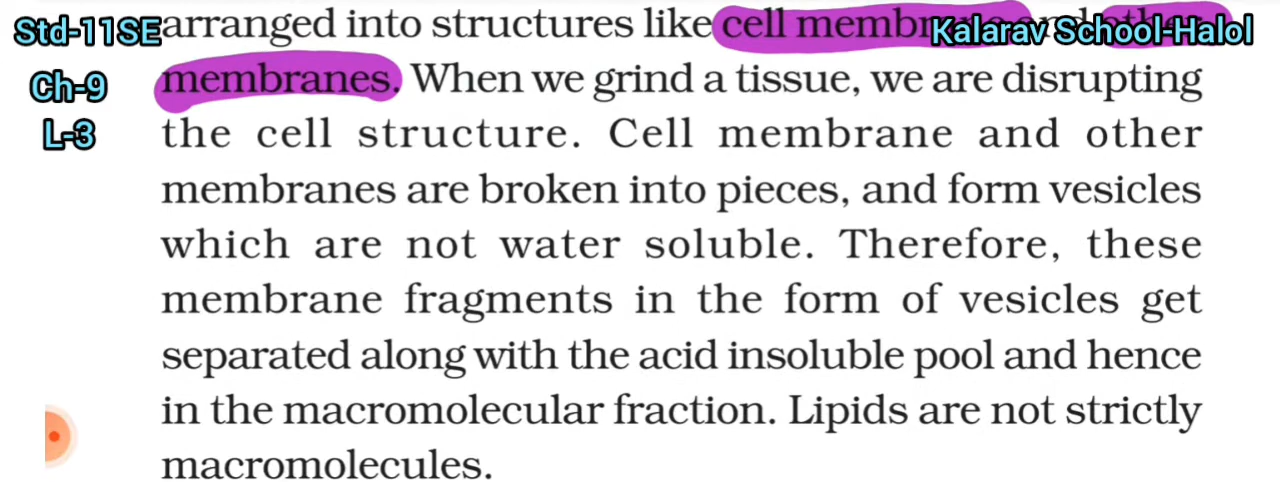 Std-11SE
Ch-9
L-3
Kalarav School-Halol
arranged into structures like cell
membranes. When we grind a tissue, we are disrupting
the cell structure. Cell membrane and other
membranes are broken into pieces, and form vesicles
which are not water soluble. Therefore, these
membrane fragments in the form of vesicles get
separated along with the acid insoluble pool and hence
in the macromolecular fraction. Lipids are not strictly
macromolecules.